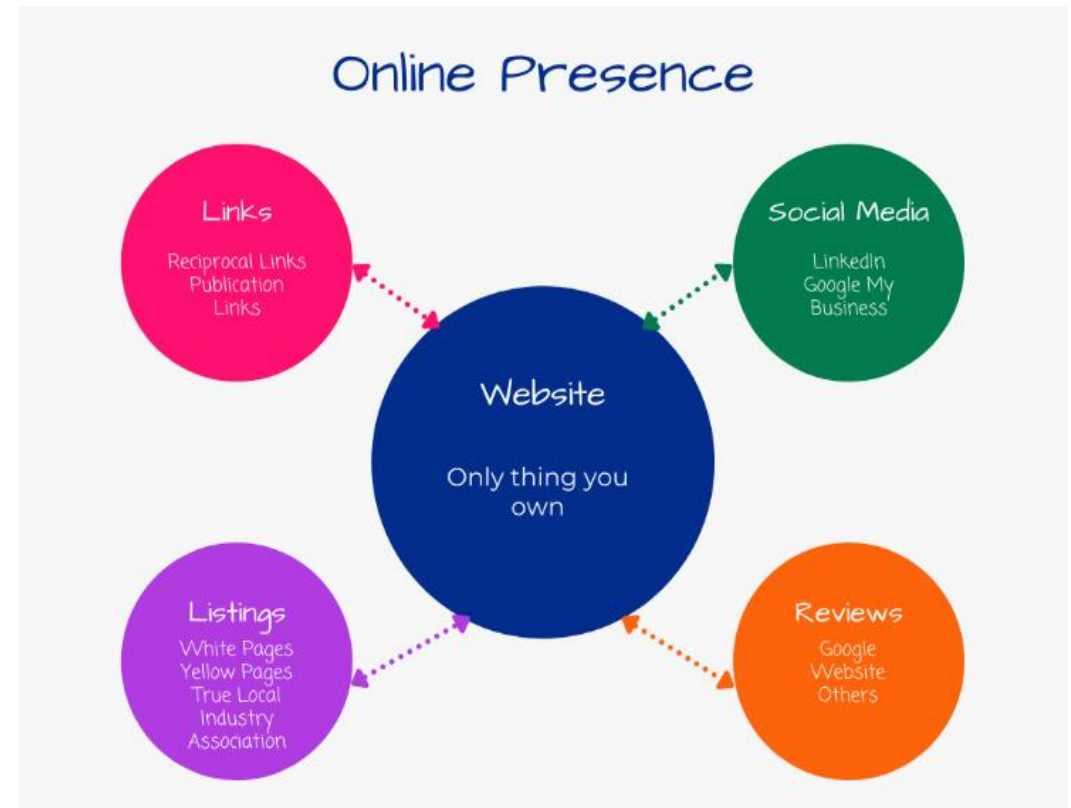 Online Presence
Links
Reciprocal Links
Publication
Links
Social Media
LinkedIn
Google My
Business
Website
Only thing you
own
Listings
White Pages
Yellow Pages
True Local
Industry
Association
Reviews
Google
Website
Others